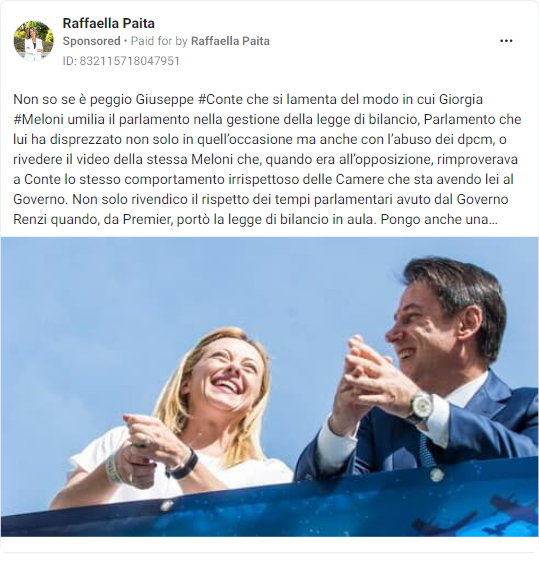 Raffaella Paita
Sponsored • Paid for by Raffaella Paita
ID: 832115718047951
Non so se è peggio Giuseppe #Conte che si lamenta del modo in cui Giorgia
#Meloni umilia il parlamento nella gestione della legge di bilancio, Parlamento che
lui ha disprezzato non solo in quell'occasione ma anche con l'abuso dei dpcm, o
rivedere il video della stessa Meloni che, quando era all'opposizione, rimproverava
a Conte lo stesso comportamento irrispettoso delle Camere che sta avendo lei al
Governo. Non solo rivendico il rispetto dei tempi parlamentari avuto dal Governo
Renzi quando, da Premier, portò la legge di bilancio in aula. Pongo anche una...